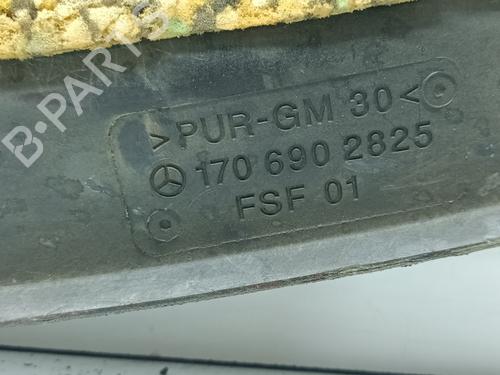 B-PARTS
>PUR-GM 30<
170 690 2825
FSF 01